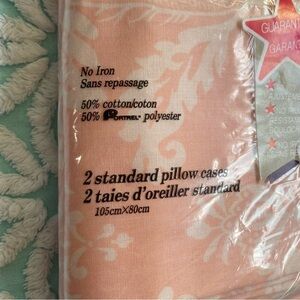 No Iron
Sans repassage
50% cotton/coton
50% FORTREL® polyester
2 standard pillow cases
2 taies d'oreiller standard
105cm X 80cm
GUARAN
GARAN